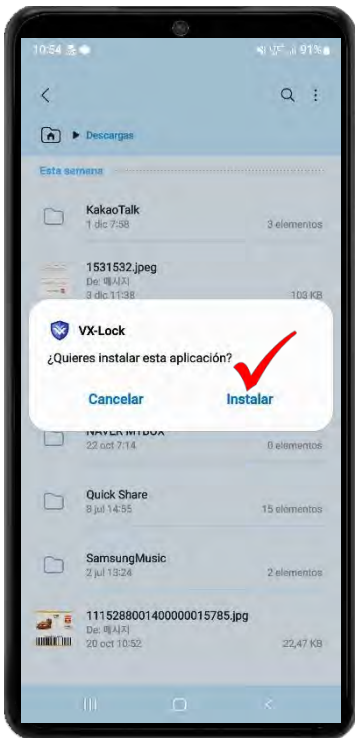 10:54
91%
Descargas
Esta semana
KakaoTalk
1 dic 7:58
3 elementos
1531532.jpeg
De: 메시지
3 dic 11:38
103 KB
VX-Lock
¿Quieres instalar esta aplicación?
Cancelar
Instalar
NAVER MYBOX
22 oct 7:14
0 elementos
Quick Share
8 jul 14:55
15 elementos
SamsungMusic
2 jul 13:24
2 elementos
1115288001400000015785.jpg
De: 메시지
20 oct 10:52
22,47 KB